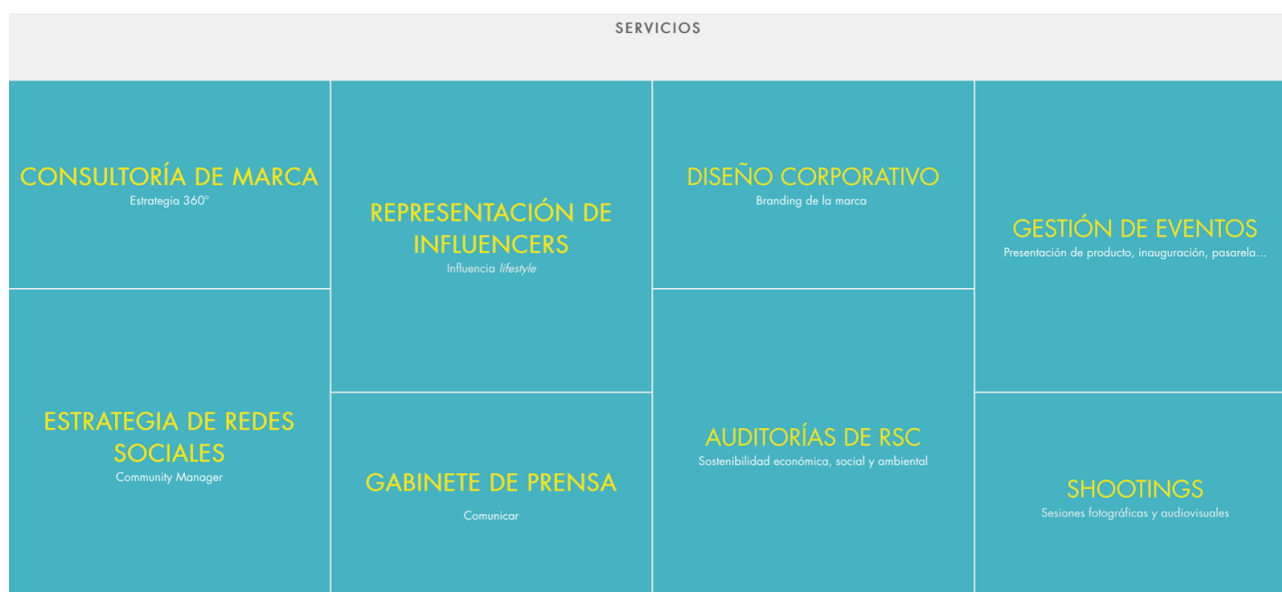 SERVICIOS
CONSULTORÍA DE MARCA
Estrategia 360°
REPRESENTACIÓN DE
INFLUENCERS
Influencia lifestyle
DISEÑO CORPORATIVO
Branding de la marca
GESTIÓN DE EVENTOS
Presentación de producto, inauguración, pasarela...
ESTRATEGIA DE REDES
SOCIALES
Community Manager
GABINETE DE PRENSA
Comunicar
AUDITORÍAS DE RSC
Sostenibilidad económica, social y ambiental
SHOOTINGS
Sesiones fotográficas y audiovisuales